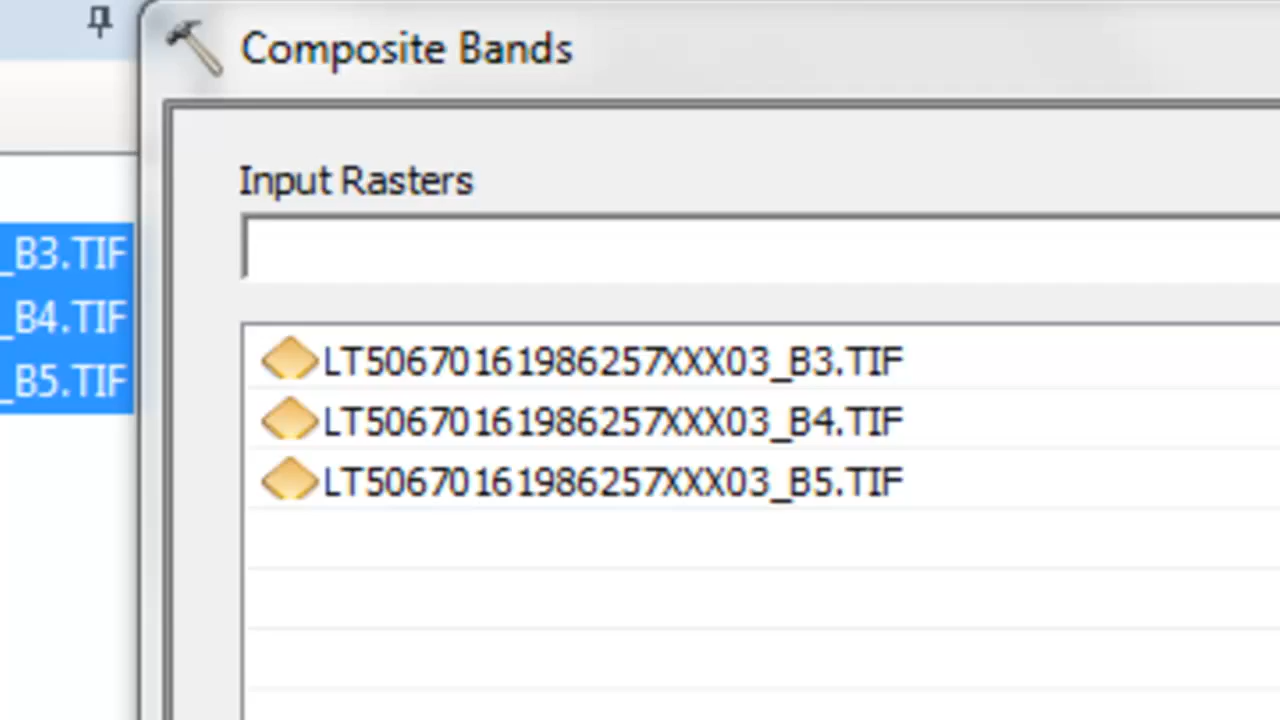 Composite Bands
Input Rasters
_B3.TIF
_B4.TIF
_B5.TIF
LT50670161986257XXX03_B3.TIF
LT50670161986257XXX03_B4.TIF
LT50670161986257XXX03_B5.TIF